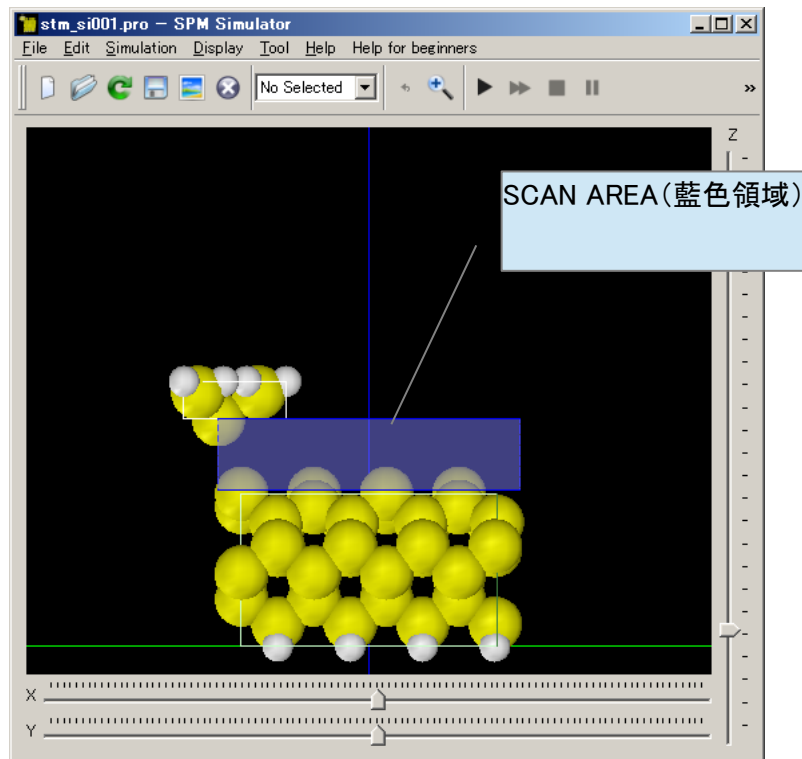 stm_si001.pro — SPM Simulator
File Edit Simulation Display Tool Help Help for beginners
No Selected
»
Z
SCAN AREA(藍色領域)
X
Y